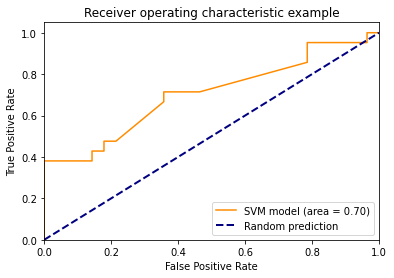 Receiver operating characteristic example
True Positive Rate
1.0
0.8
0.6
0.4
0.2
0.0
SVM model (area = 0.70)
Random prediction
0.0 0.2 0.4 0.6 0.8 1.0
False Positive Rate